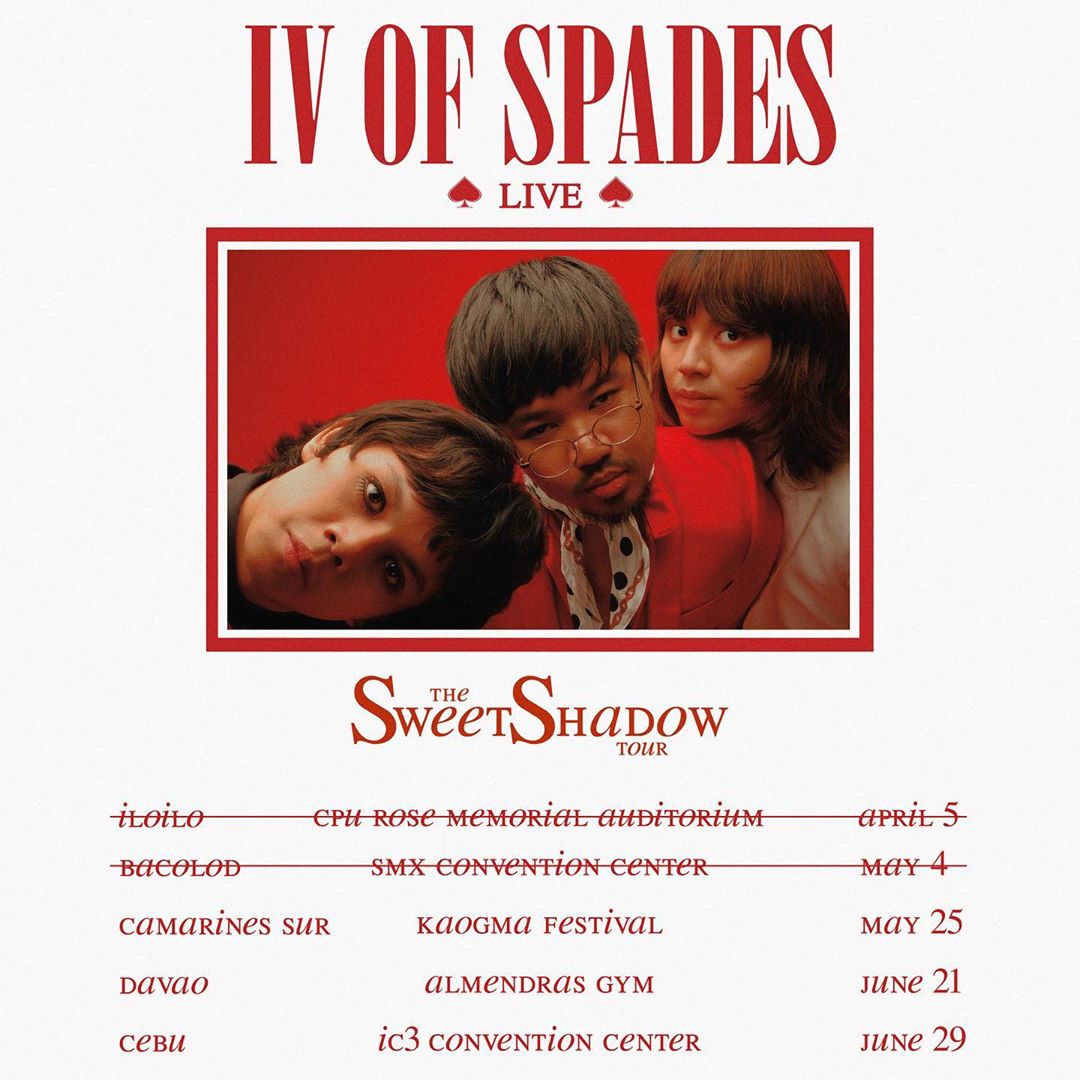 IV OF SPADES
♠ LIVE ♠
THe
SweeTSHaDOW
TOUR
iLOiLO CPU ROSe MeMORiaL auDiTORiUM aPRiL 5
BacOLOD SMX cONveNTiON ceNTeR May 4
caMaRiNes suR KaOGMa FesTivaL May 25
Davao aLMeNDRas GYM JuNe 21
ceBu ic3 cONveNTiON ceNTeR JuNe 29